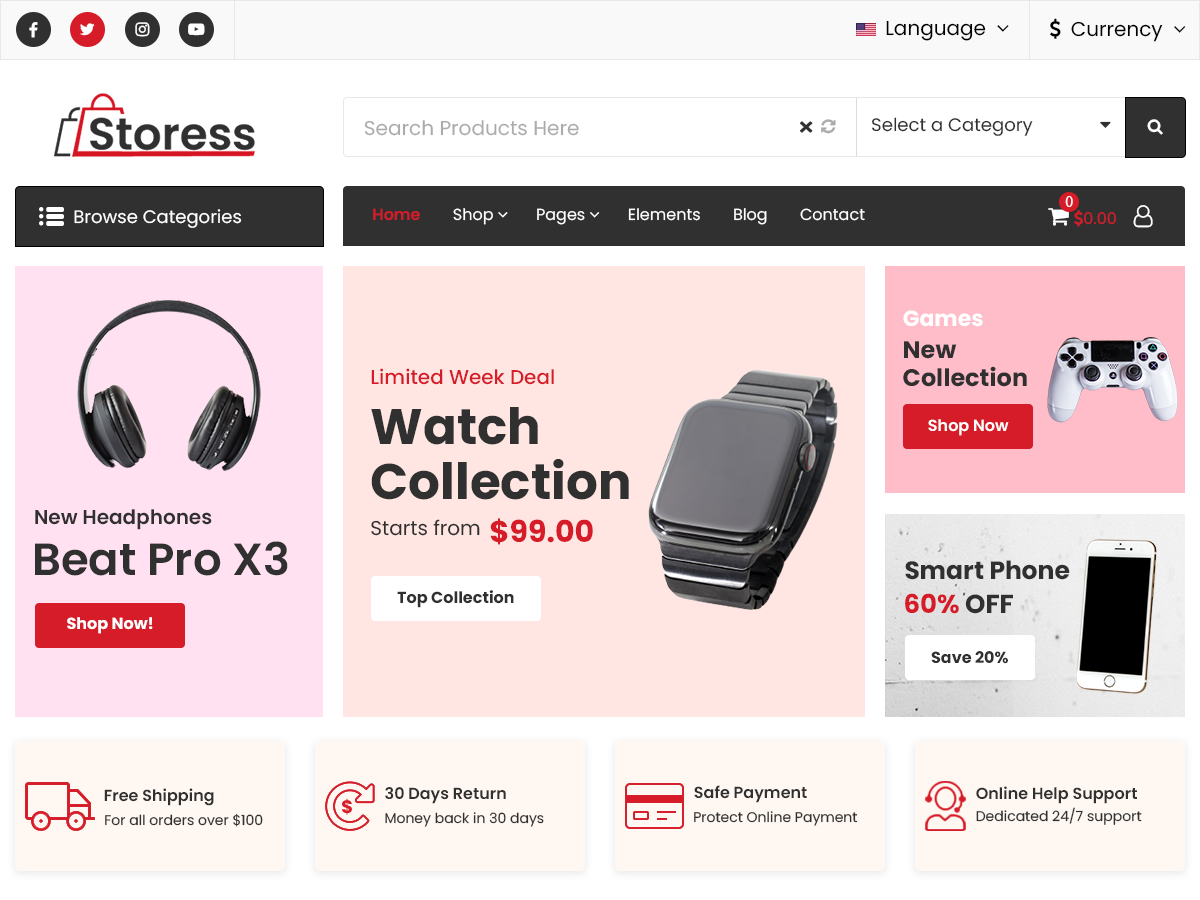 Language
$ Currency
Storess
Search Products Here
Select a Category
Browse Categories
Home
Shop
Pages
Elements
Blog
Contact
0
$0.00
New Headphones
Beat Pro X3
Shop Now!
Limited Week Deal
Watch
Collection
Starts from $99.00
Top Collection
Games
New
Collection
Shop Now
Smart Phone
60% OFF
Save 20%
Free Shipping
For all orders over $100
$
30 Days Return
Money back in 30 days
Safe Payment
Protect Online Payment
Online Help Support
Dedicated 24/7 support